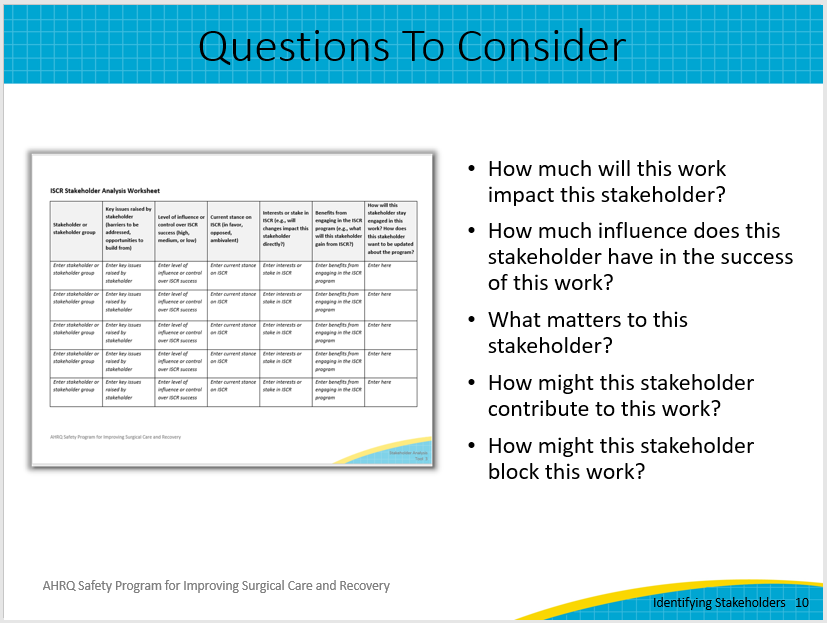 Questions To Consider
ISCR Stakeholder Analysis Worksheet
Stakeholder or
stakeholder group
Key issues raised by
stakeholder
(barriers to be
addressed,
opportunities to
build from)
Level of influence or
control over ISCR
success (high,
medium, or low)
Current stance on
ISCR (in favor,
opposed,
ambivalent)
Interests or stake in
ISCR (e.g., will
changes impact this
stakeholder
directly?)
Benefits from
engaging in the ISCR
program (e.g., what
will this stakeholder
gain from ISCR?)
How will this
stakeholder stay
engaged in this
work? How does
this stakeholder
want to be updated
about the program?
Enter stakeholder or
stakeholder group
Enter key issues
raised by
stakeholder
Enter level of
influence or control
over ISCR success
Enter current stance
on ISCR
Enter interests or
stake in ISCR
Enter benefits from
engaging in the ISCR
program
Enter here
Enter stakeholder or
stakeholder group
Enter key issues
raised by
stakeholder
Enter level of
influence or control
over ISCR success
Enter current stance
on ISCR
Enter interests or
stake in ISCR
Enter benefits from
engaging in the ISCR
program
Enter here
Enter stakeholder or
stakeholder group
Enter key issues
raised by
stakeholder
Enter level of
influence or control
over ISCR success
Enter current stance
on ISCR
Enter interests or
stake in ISCR
Enter benefits from
engaging in the ISCR
program
Enter here
Enter stakeholder or
stakeholder group
Enter key issues
raised by
stakeholder
Enter level of
influence or control
over ISCR success
Enter current stance
on ISCR
Enter interests or
stake in ISCR
Enter benefits from
engaging in the ISCR
program
Enter here
Enter stakeholder or
stakeholder group
Enter key issues
raised by
stakeholder
Enter level of
influence or control
over ISCR success
Enter current stance
on ISCR
Enter interests or
stake in ISCR
Enter benefits from
engaging in the ISCR
program
Enter here
AHRQ Safety Program for Improving Surgical Care and Recovery
Stakeholder Analysis
• How much will this work
impact this stakeholder?
• How much influence does this
stakeholder have in the success
of this work?
• What matters to this
stakeholder?
• How might this stakeholder
contribute to this work?
• How might this stakeholder
block this work?
AHRQ Safety Program for Improving Surgical Care and Recovery
Identifying Stakeholders 10